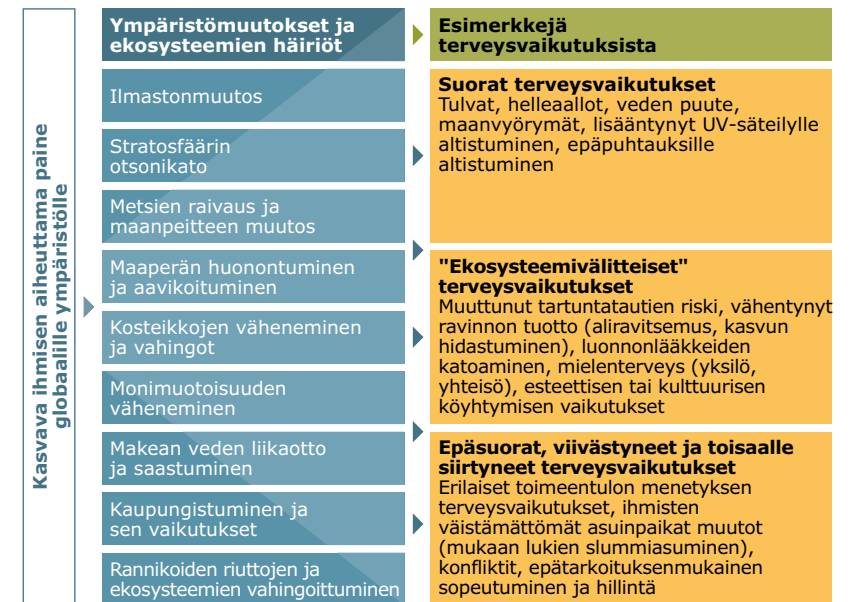 Kasvava ihmisen aiheuttama paine
globaalille ympäristölle
Ympäristömuutokset ja
ekosysteemien häiriöt
Ilmastonmuutos
Stratosfäärin
otsonikato
Metsien raivaus ja
maanpeitteen muutos
Maaperän huonontuminen
ja aavikoituminen
Kosteikkojen väheneminen
ja vahingot
Monimuotoisuuden
väheneminen
Makean veden liikaotto
ja saastuminen
Kaupungistuminen ja
sen vaikutukset
Rannikoiden riuttojen ja
ekosysteemien vahingoittuminen
Esimerkkejä
terveysvaikutuksista
Suorat terveysvaikutukset
Tulvat, helleaallot, veden puute,
maanvyörymät, lisääntynyt UV-säteilylle
altistuminen, epäpuhtauksille
altistuminen
"Ekosysteemivälitteiset"
terveysvaikutukset
Muuttunut tartuntatautien riski, vähentynyt
ravinnon tuotto (aliravitsemus, kasvun
hidastuminen), luonnonlääkkeiden
katoaminen, mielenterveys (yksilö,
yhteisö), esteettisen tai kulttuurisen
köyhtymisen vaikutukset
Epäsuorat, viivästyneet ja toisaalle
siirtyneet terveysvaikutukset
Erilaiset toimeentulon menetyksen
terveysvaikutukset, ihmisten
väistämättömät asuinpaikat muutot
(mukaan lukien slummiasuminen),
konfliktit, epätarkoituksenmukainen
sopeutuminen ja hillintä